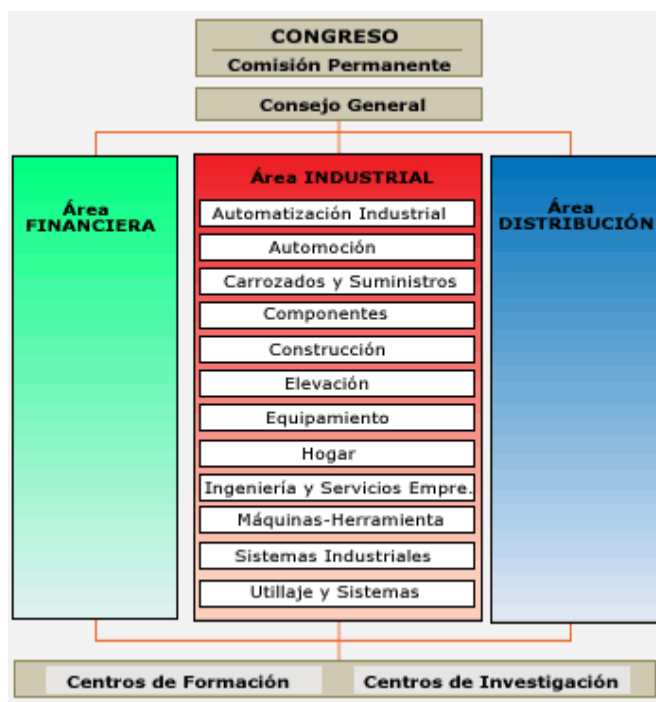 CONGRESO
Comisión Permanente
Consejo General
Área
FINANCIERA
Área INDUSTRIAL
Automatización Industrial
Automoción
Carrozados y Suministros
Componentes
Construcción
Elevación
Equipamiento
Hogar
Ingeniería y Servicios Empre.
Máquinas-Herramienta
Sistemas Industriales
Utillaje y Sistemas
Área
DISTRIBUCIÓN
Centros de Formación
Centros de Investigación